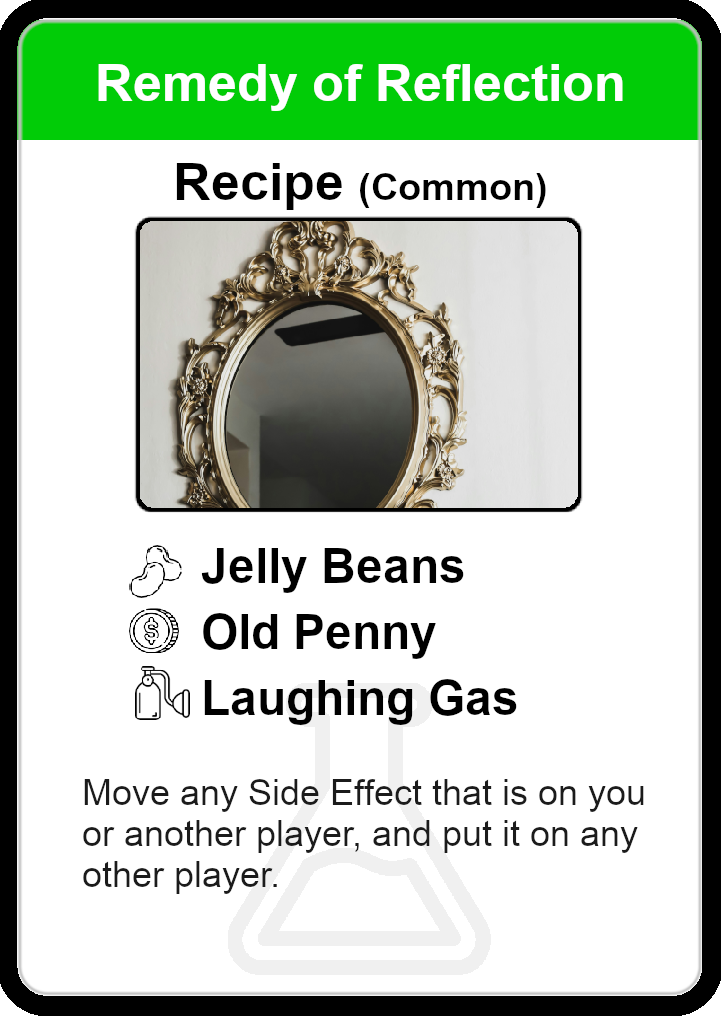 Remedy of Reflection
Recipe (Common)
Jelly Beans
Old Penny
Laughing Gas
Move any Side Effect that is on you
or another player, and put it on any
other player.